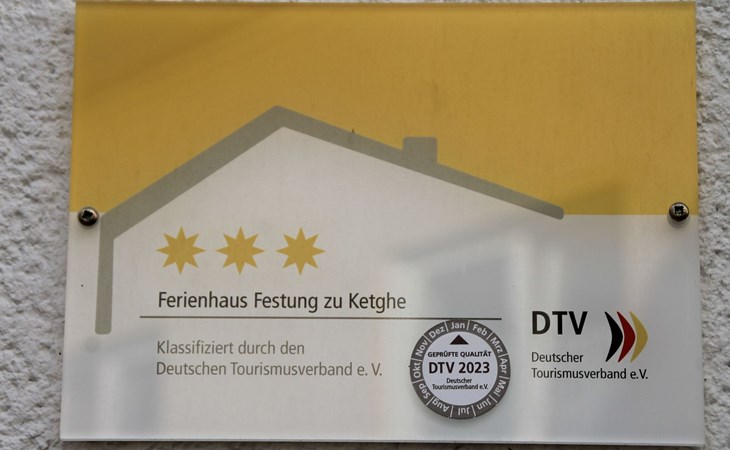 Ferienhaus Festung zu Ketghe
Klassifiziert durch den
Deutschen Tourismusverband e. V.
Jan Feb Mrz Apr Mai Jun Jul Aug Sep Okt Nov Dez
GEPRÜFTE QUALITÄT
DTV 2023
Deutscher
Tourismusverband e.V.
DTV
Deutscher
Tourismusverband e.V.